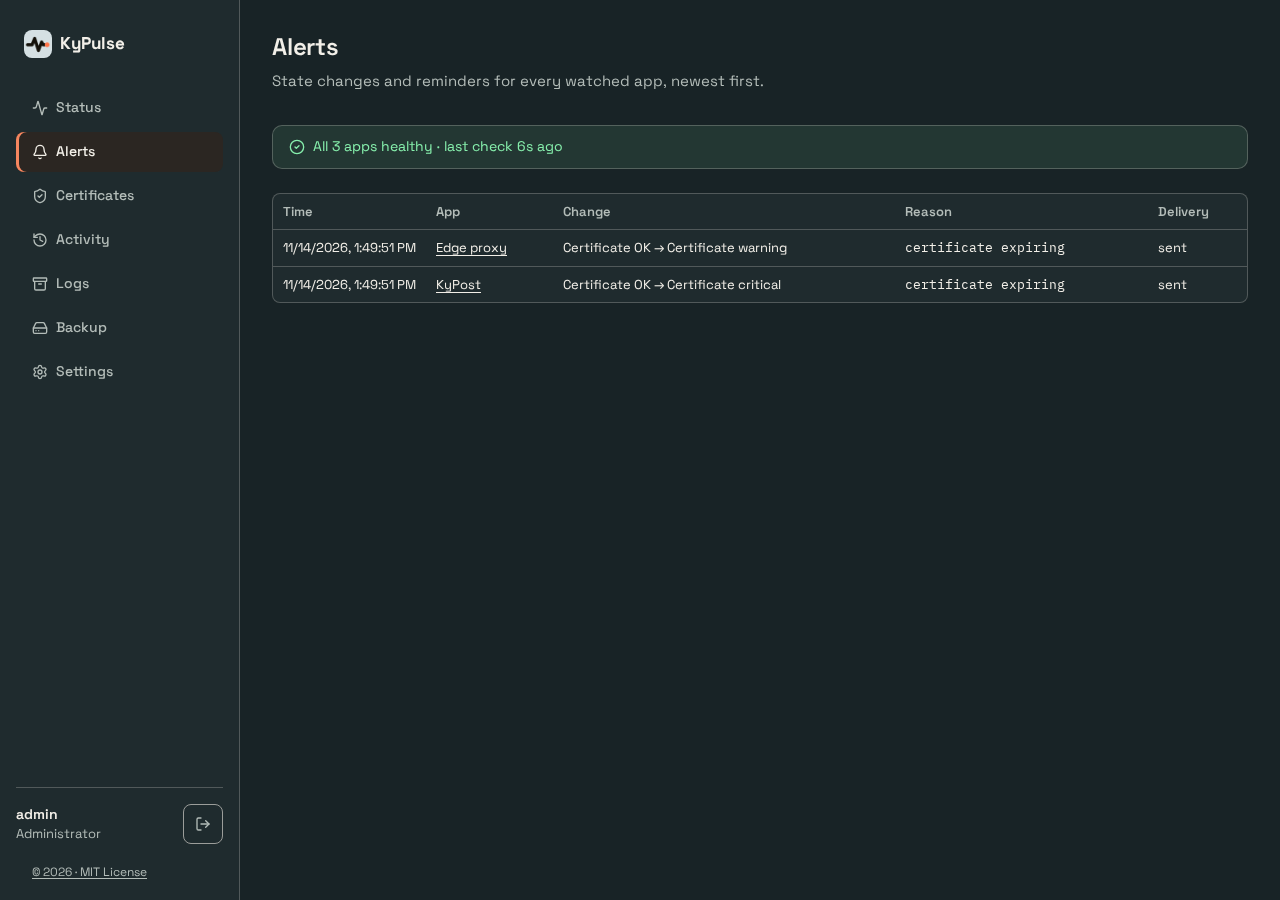 KyPulse
Status
Alerts
Certificates
Activity
Logs
Backup
Settings
admin
Administrator
© 2026 · MIT License
Alerts
State changes and reminders for every watched app, newest first.
All 3 apps healthy · last check 6s ago
Time App Change Reason Delivery
11/14/2026, 1:49:51 PM Edge proxy Certificate OK → Certificate warning certificate expiring sent
11/14/2026, 1:49:51 PM KyPost Certificate OK → Certificate critical certificate expiring sent